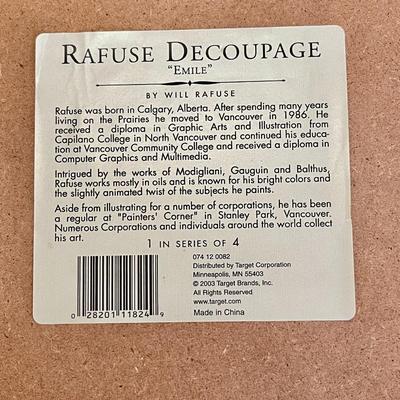 RAFUSE DECOUPAGE
"EMILE"
BY WILL RAFUSE
Rafuse was born in Calgary, Alberta. After spending many years
living on the Prairies he moved to Vancouver in 1986. He
received a diploma in Graphic Arts and Illustration from
Capilano College in North Vancouver and continued his educa-
tion at Vancouver Community College and received a diploma in
Computer Graphics and Multimedia.
Intrigued by the works of Modigliani, Gauguin and Balthus,
Rafuse works mostly in oils and is known for his bright colors and
the slightly animated twist of the subjects he paints.
Aside from illustrating for a number of corporations, he has been
a regular at "Painters' Corner" in Stanley Park, Vancouver.
Numerous Corporations and individuals around the world collect
his art.
1 IN SERIES OF 4
074 12 0082
Distributed by Target Corporation
Minneapolis, MN 55403
© 2003 Target Brands, Inc.
All Rights Reserved
www.target.com
Made in China
0 28201 11824 9